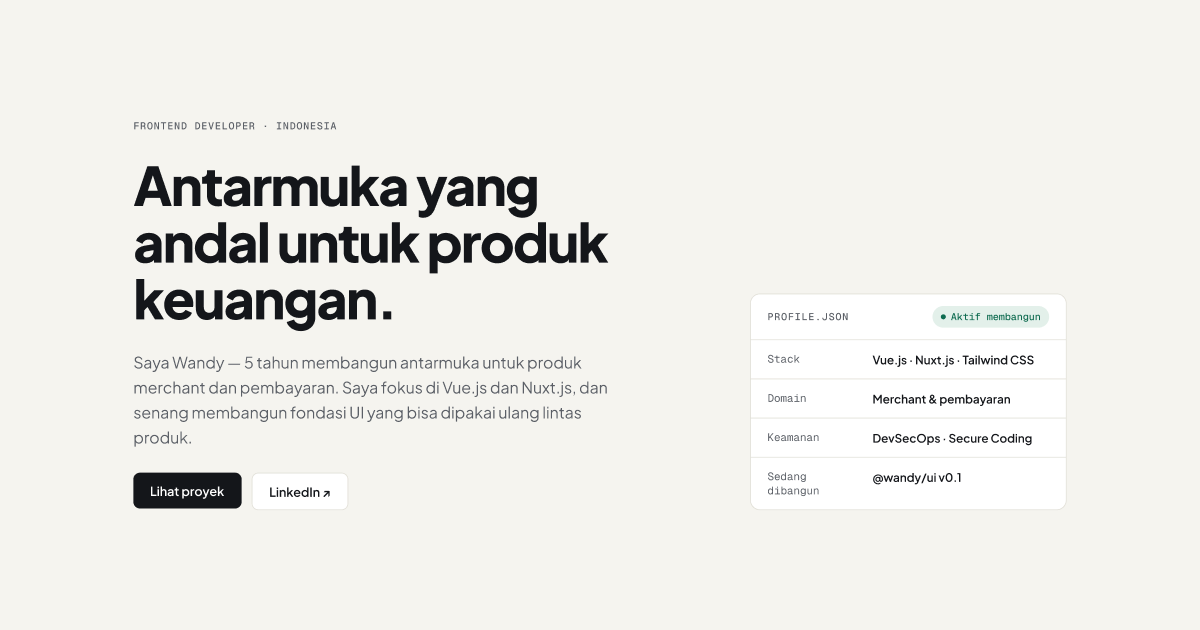 FRONTEND DEVELOPER · INDONESIA
Antarmuka yang
andal untuk produk
keuangan.
Saya Wandy — 5 tahun membangun antarmuka untuk produk
merchant dan pembayaran. Saya fokus di Vue.js dan Nuxt.js, dan
senang membangun fondasi UI yang bisa dipakai ulang lintas
produk.
Lihat proyek
LinkedIn ↗
PROFILE.JSON
Aktif membangun
Stack
Vue.js · Nuxt.js · Tailwind CSS
Domain
Merchant & pembayaran
Keamanan
DevSecOps · Secure Coding
Sedang
dibangun
@wandy/ui v0.1